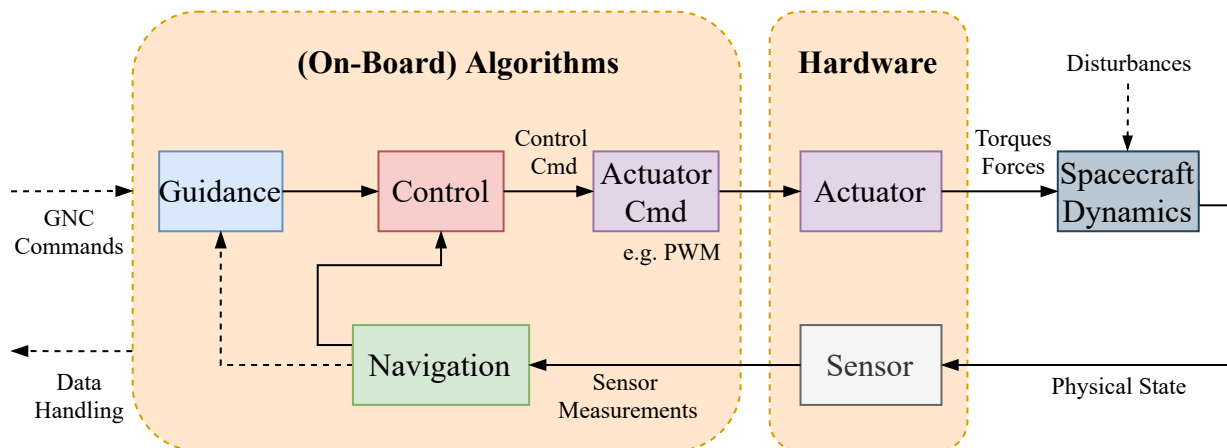 (On-Board) Algorithms
Hardware
Disturbances
Control
Cmd
Torques
Forces
Guidance
Control
Actuator
Cmd
Actuator
Spacecraft
Dynamics
GNC
Commands
e.g. PWM
Navigation
Sensor
Data
Handling
Sensor
Measurements
Physical State